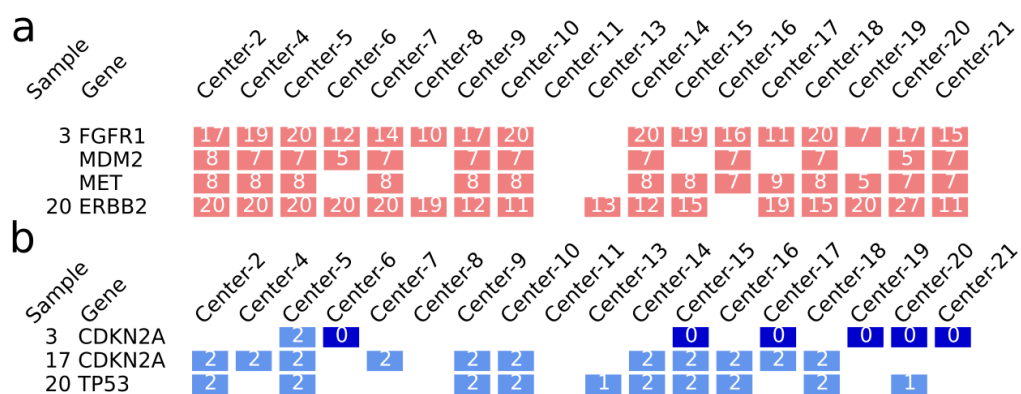 a
Sample Gene Center-2 Center-4 Center-5 Center-6 Center-7 Center-8 Center-9 Center-10 Center-11 Center-13 Center-14 Center-15 Center-16 Center-17 Center-18 Center-19 Center-20 Center-21
3 FGFR1 17 19 20 12 14 10 17 20 20 19 16 11 20 7 17 15
MDM2 8 7 7 5 7 7 7 7 7 7 5 7
MET 8 8 8 8 8 8 8 8 7 9 8 5 7 7
20 ERBB2 20 20 20 20 20 19 12 11 13 12 15 19 15 20 27 11
b
Sample Gene Center-2 Center-4 Center-5 Center-6 Center-7 Center-8 Center-9 Center-10 Center-11 Center-13 Center-14 Center-15 Center-16 Center-17 Center-18 Center-19 Center-20 Center-21
3 CDKN2A 2 0 0 0 0 0 0
17 CDKN2A 2 2 2 2 2 2 2 2 2 2 2
20 TP53 2 2 2 2 1 2 2 2 2 1